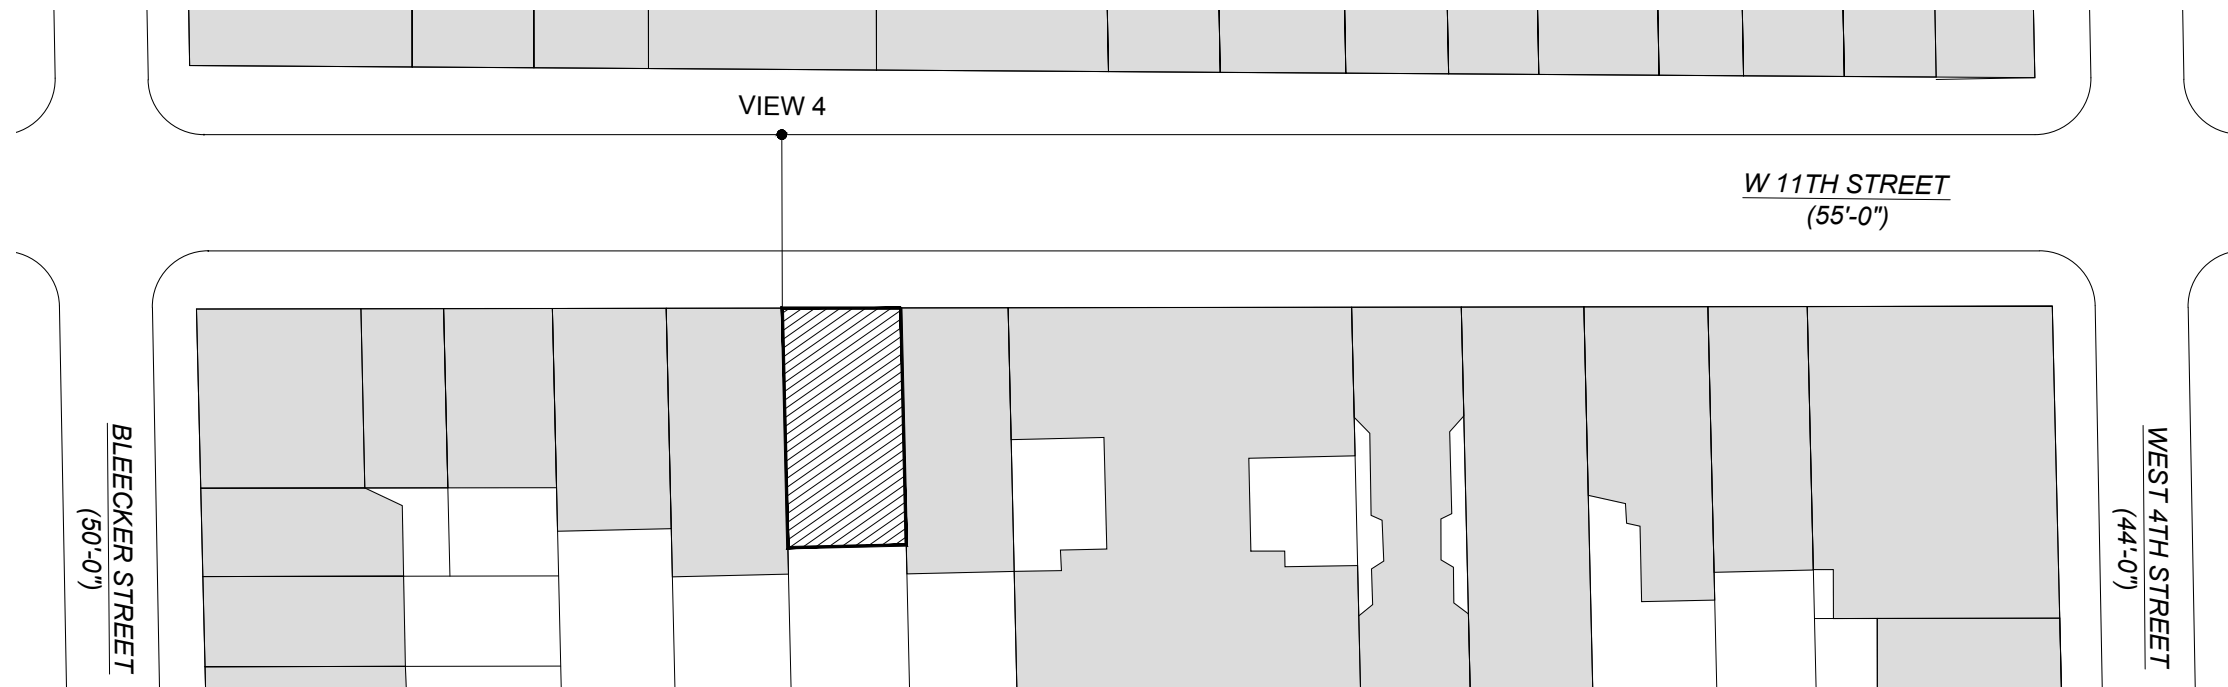 VIEW 4
W 11TH STREET
(55'-0")
BLEECKER STREET
(50'-0")
WEST 4TH STREET
(44'-0")